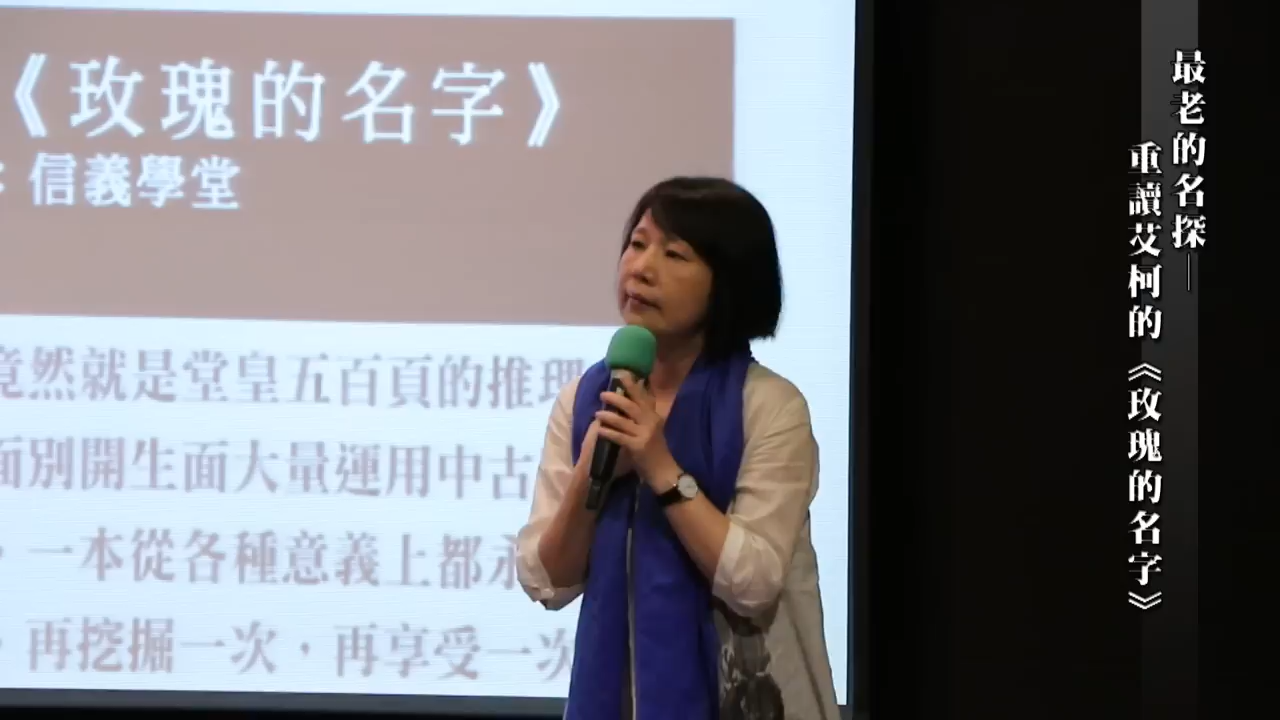 《玫瑰的名字》
：信義學堂
竟然就是堂皇五百頁的推理
面別開生面大量運用中古
，一本從各種意義上都永
，再挖掘一次，再享受一次
最老的名探—
重讀艾柯的《玫瑰的名字》